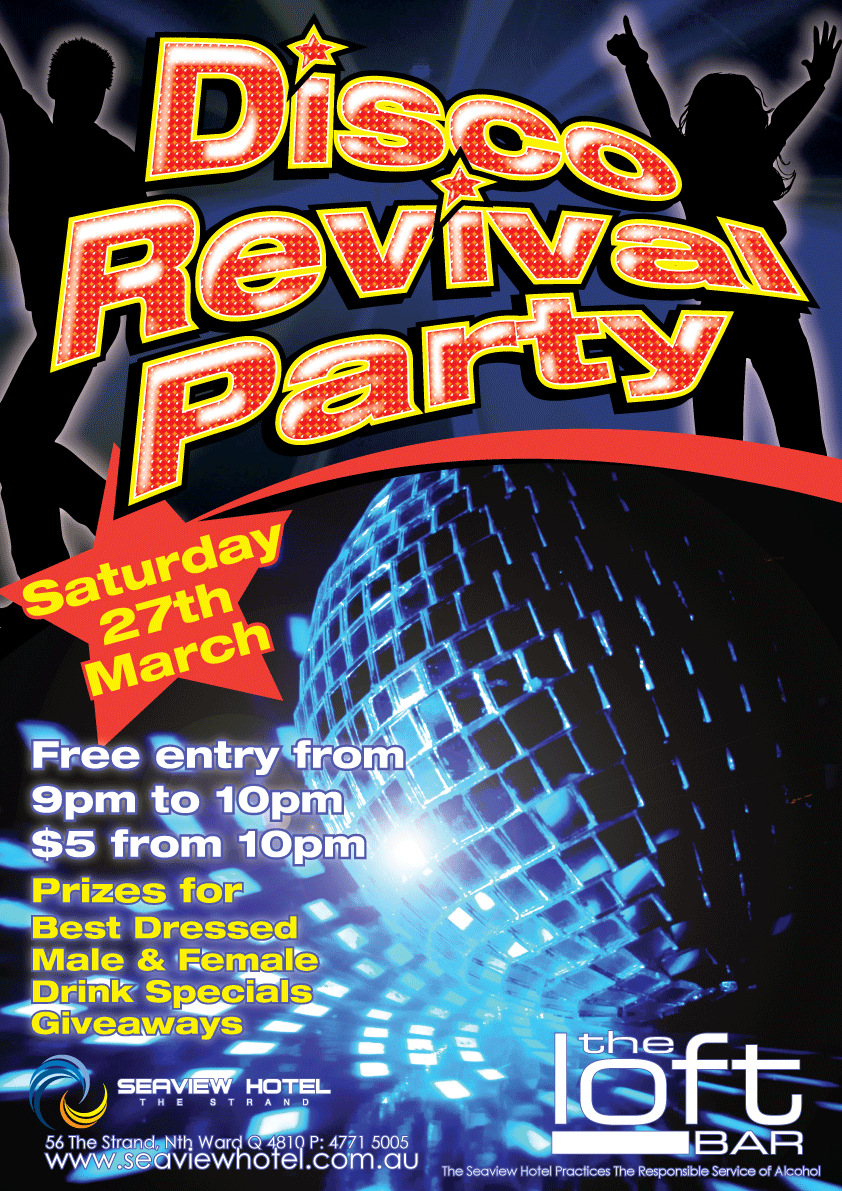 Disco
Revival
Party
Saturday
27th
March
Free entry from
9pm to 10pm
$5 from 10pm
Prizes for
Best Dressed
Male & Female
Drink Specials
Giveaways
SEAVIEW HOTEL
THE STRAND
56 The Strand, Nth Ward Q 4810 P: 4771 5005
www.seaviewhotel.com.au
the
loft
BAR
The Seaview Hotel Practices The Responsible Service of Alcohol